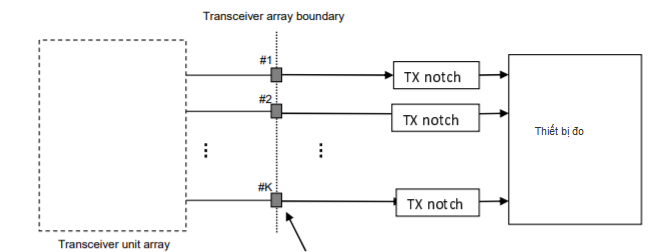 Transceiver array boundary
#1
TX notch
#2
TX notch
Thiết bị đo
#K
TX notch
Transceiver unit array